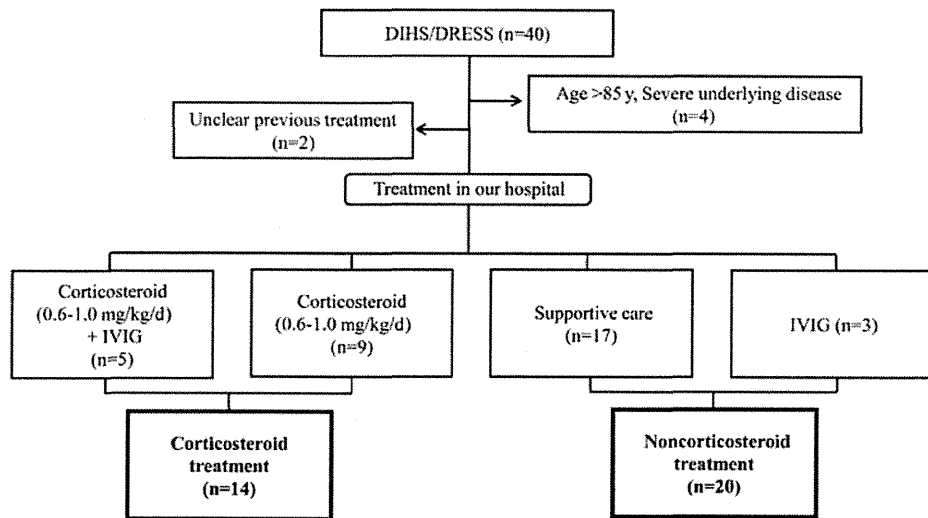 DIHS/DRESS (n=40)
Age >85 y, Severe underlying disease
(n=4)
Unclear previous treatment
(n=2)
Treatment in our hospital
Corticosteroid
(0.6-1.0 mg/kg/d)
+ IVIG
(n=5)
Corticosteroid
(0.6-1.0 mg/kg/d)
(n=9)
Supportive care
(n=17)
IVIG (n=3)
Corticosteroid
treatment
(n=14)
Noncorticosteroid
treatment
(n=20)